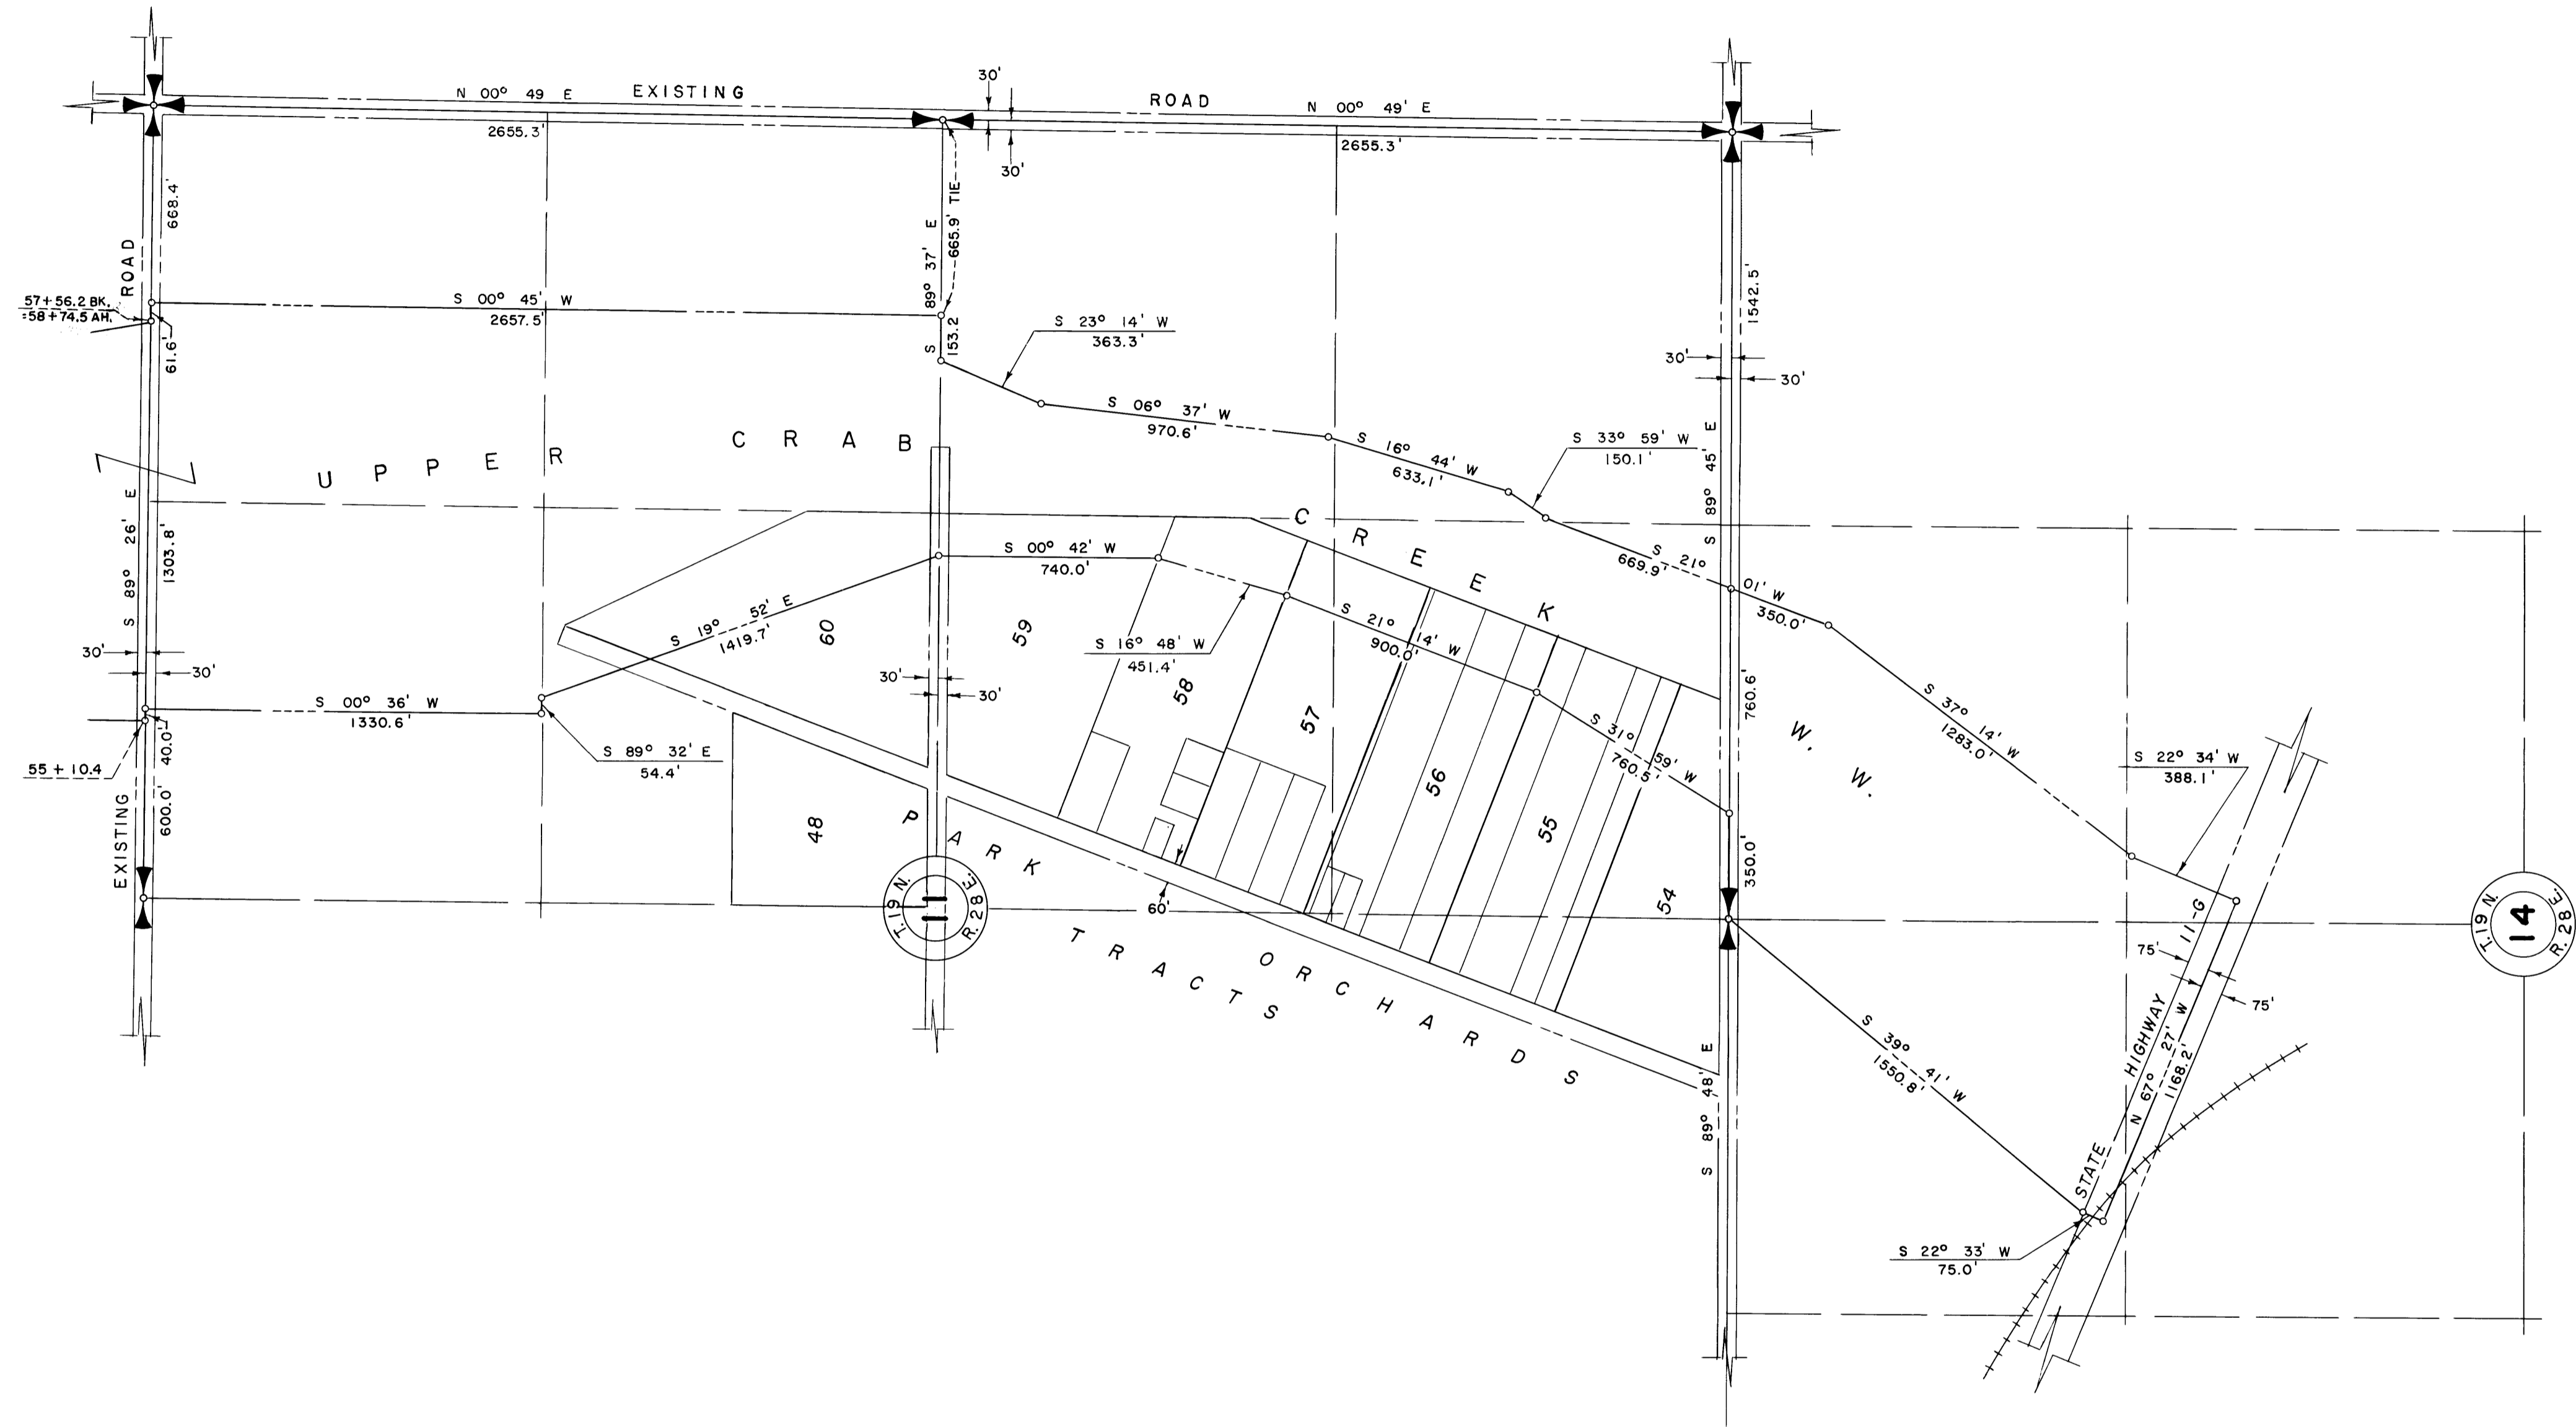 N 00° 49 E
EXISTING
ROAD
N 00° 49' E
30'
30'
2655.3'
2655.3'
668.4'
ROAD
57+56.2 BK.
=58+74.5 AH.
61.6'
S 00° 45' W
2657.5'
S 89° 37' E
665.9' TIE
153.2
S 23° 14' W
363.3'
S 06° 37' W
970.6'
S 16° 44' W
633.1'
S 33° 59' W
150.1'
1542.5'
30'
30'
S 89° 45' E
UPPER CRAB CREEK W. W.
S 21° 01' W
669.9'
350.0'
S 89° 26' E
1303.8'
30'
30'
S 00° 36' W
1330.6'
S 19° 52' E
1419.7'
60
S 89° 32' E
54.4'
40.0'
55+10.4
EXISTING
600.0'
S 00° 42' W
740.0'
59
30'
30'
S 16° 48' W
451.4'
58
57
S 21° 14' W
900.0'
S 31° 59' W
760.5'
56
55
54
48
760.6'
350.0'
S 37° 14' W
1283.0'
S 22° 34' W
388.1'
PARK ORCHARDS
TRACTS
60'
T. 19 N.
11
R. 28 E.
T. 19 N.
14
R. 28 E.
STATE HIGHWAY 11-G
75'
75'
N 67° 27' W
1168.2'
S 39° 41' W
1550.8'
S 89° 48' E
S 22° 33' W
75.0'